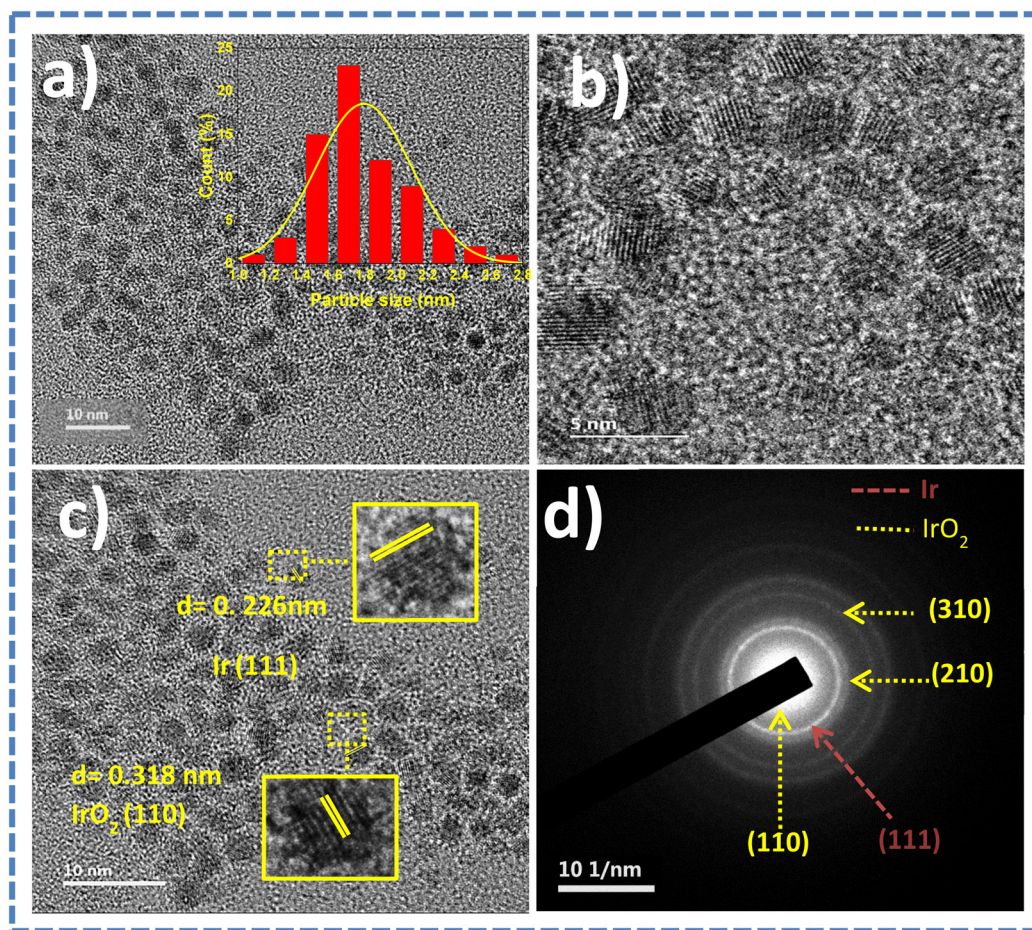 a)
25
20
15
10
5
0
Count (%)
1.0 1.2 1.4 1.6 1.8 2.0 2.2 2.4 2.6 2.8
Particle size (nm)
10 nm
b)
5 nm
c)
d= 0. 226nm
Ir (111)
d= 0.318 nm
IrO₂ (110)
10 nm
d)
Ir
IrO₂
(310)
(210)
(110)
(111)
10 1/nm